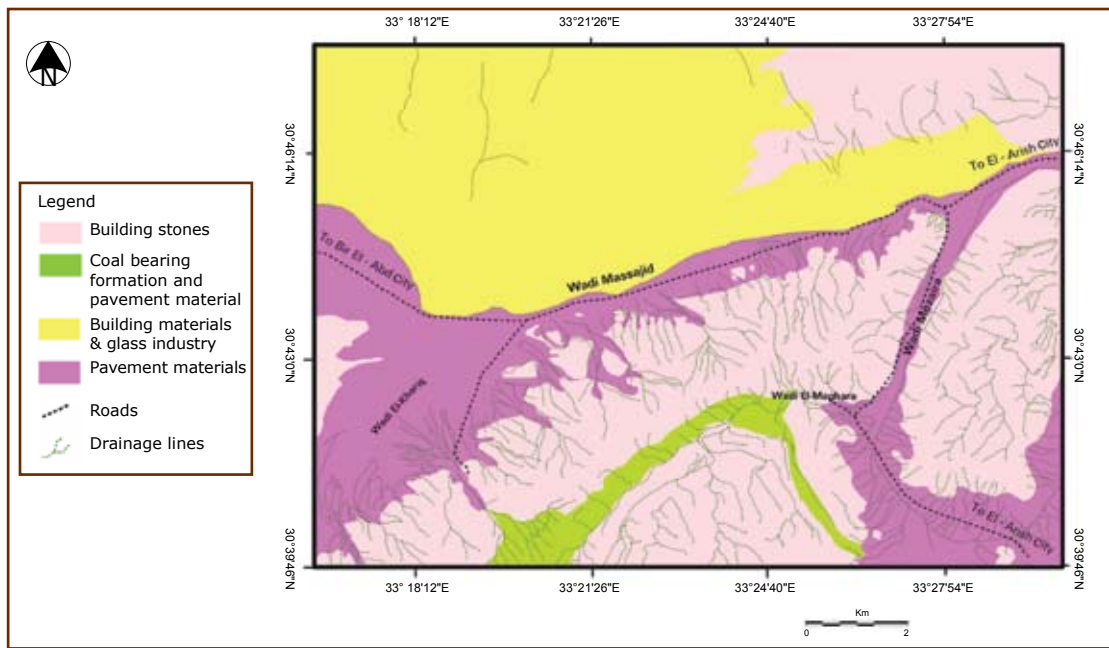 33° 18'12"E
33°21'26"E
33°24'40"E
33°27'54"E
N
30°46'14"N
30°46'14"N
To El - Arish City
Legend
Building stones
Coal bearing
formation and
pavement material
Building materials
& glass industry
Pavement materials
Roads
Drainage lines
To Bir El - Abd City
Wadi Massajid
30°43'0"N
30°43'0"N
Wadi El-Maghara
To El - Arish City
30°39'46"N
30°39'46"N
33° 18'12"E
33°21'26"E
33°24'40"E
33°27'54"E
Km
0
2